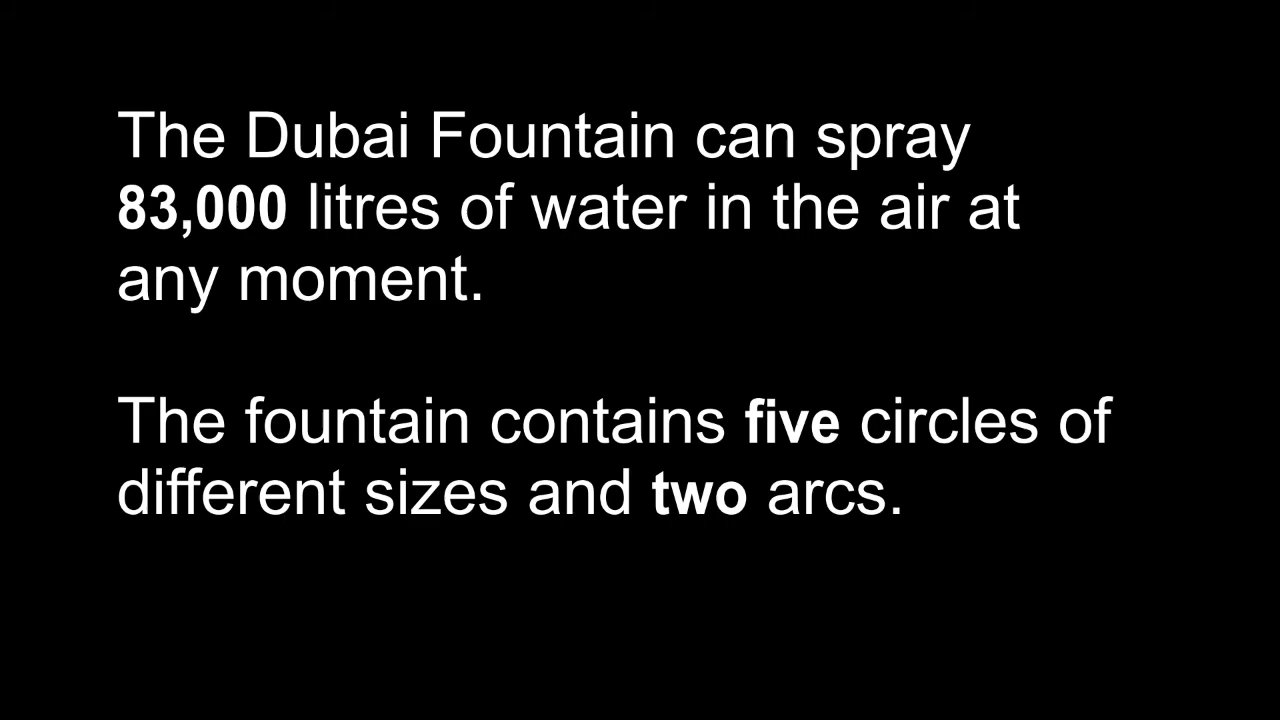 The Dubai Fountain can spray
83,000 litres of water in the air at
any moment.
The fountain contains five circles of
different sizes and two arcs.